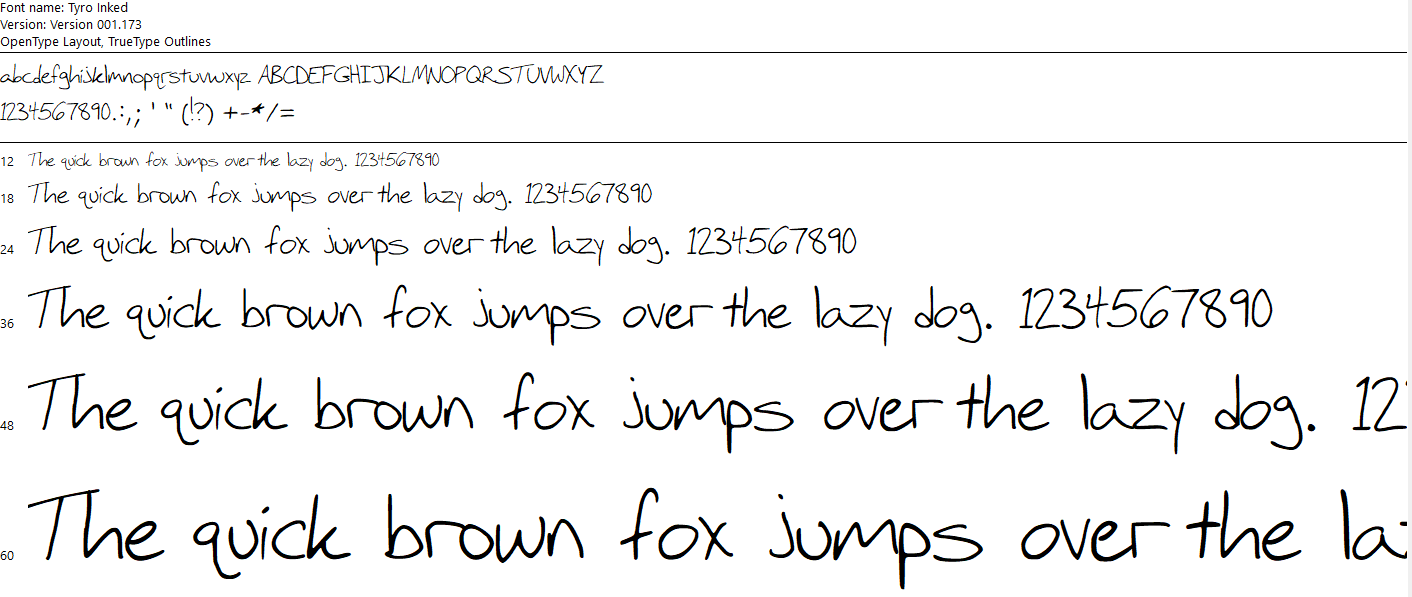 Font name: Tyro Inked
Version: Version 001.173
OpenType Layout, TrueType Outlines
abcdefghijklmnopqrstuvwxyz ABCDEFGHIJKLMNOPQRSTUVWXYZ
1234567890.:,; ' " (!?) +-*/=
12 The quick brown fox jumps over the lazy dog. 1234567890
18 The quick brown fox jumps over the lazy dog. 1234567890
24 The quick brown fox jumps over the lazy dog. 1234567890
36 The quick brown fox jumps over the lazy dog. 1234567890
48 The quick brown fox jumps over the lazy dog. 12
60 The quick brown fox jumps over the la